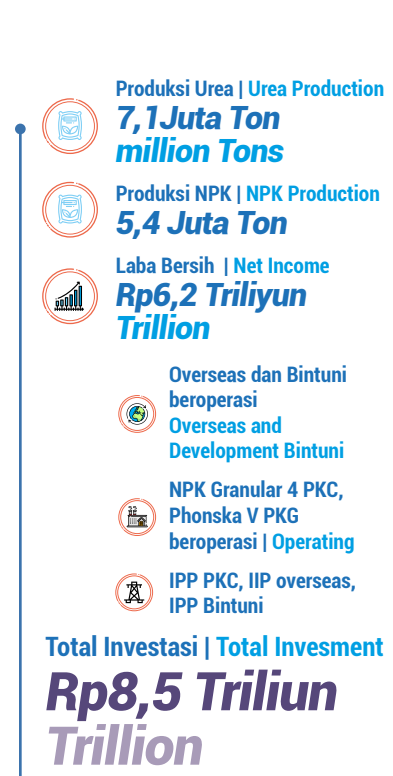 Produksi Urea | Urea Production
7,1Juta Ton
million Tons
Produksi NPK | NPK Production
5,4 Juta Ton
Laba Bersih | Net Income
Rp6,2 Triliyun
Trillion
Overseas dan Bintuni
beroperasi
Overseas and
Development Bintuni
NPK Granular 4 PKC,
Phonska V PKG
beroperasi | Operating
IPP PKC, IIP overseas,
IPP Bintuni
Total Investasi | Total Invesment
Rp8,5 Triliun
Trillion